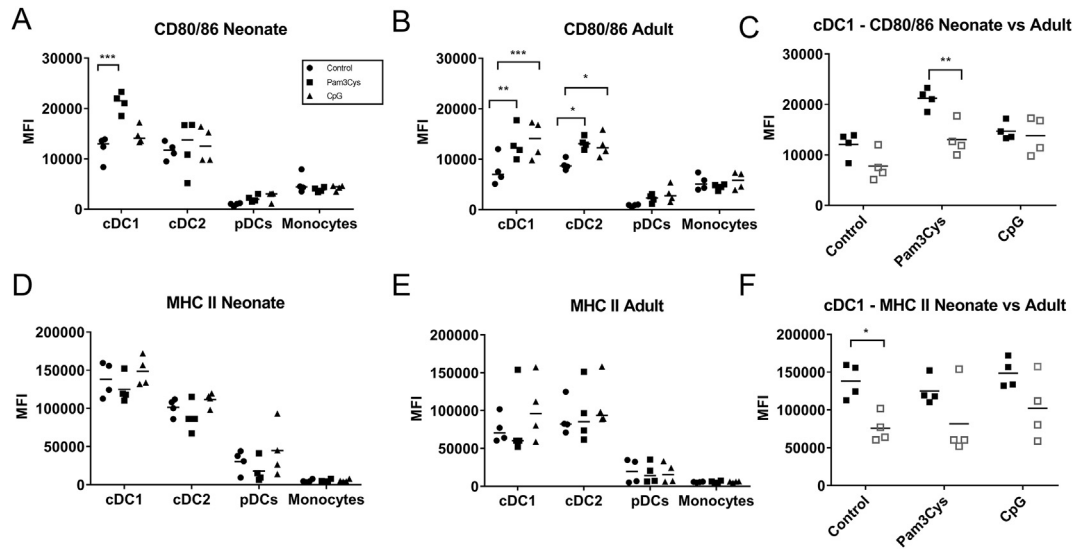 A
CD80/86 Neonate
MFI
30000
20000
10000
0
***
Control
Pam3Cys
CpG
cDC1
cDC2
pDCs
Monocytes
B
CD80/86 Adult
MFI
30000
20000
10000
0
***
**
*
*
cDC1
cDC2
pDCs
Monocytes
C
cDC1 - CD80/86 Neonate vs Adult
MFI
30000
20000
10000
0
**
Control
Pam3Cys
CpG
D
MHC II Neonate
MFI
200000
150000
100000
50000
0
cDC1
cDC2
pDCs
Monocytes
E
MHC II Adult
MFI
200000
150000
100000
50000
0
cDC1
cDC2
pDCs
Monocytes
F
cDC1 - MHC II Neonate vs Adult
MFI
200000
150000
100000
50000
0
*
Control
Pam3Cys
CpG